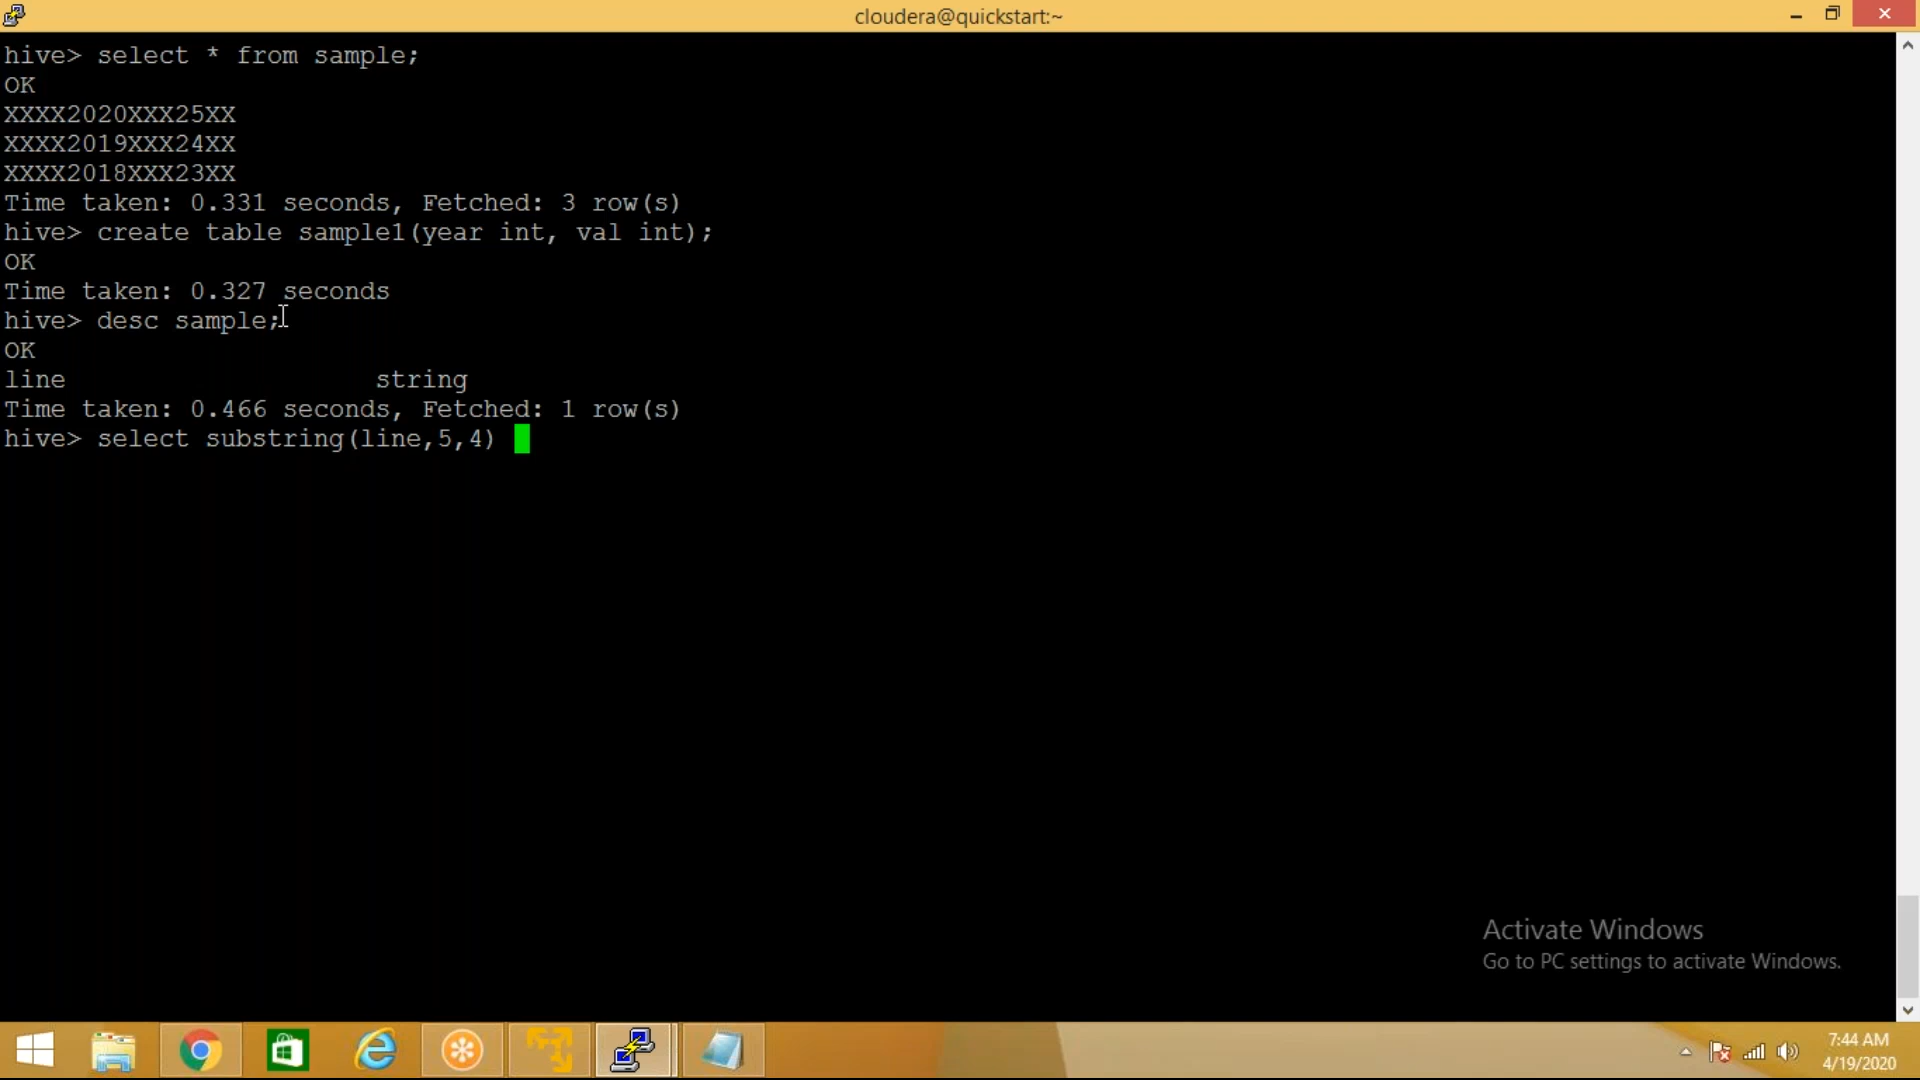 cloudera@quickstart:~
hive> select * from sample;
OK
XXXX2020XXX25XX
XXXX2019XXX24XX
XXXX2018XXX23XX
Time taken: 0.331 seconds, Fetched: 3 row(s)
hive> create table sample1(year int, val int);
OK
Time taken: 0.327 seconds
hive> desc sample;
OK
line string
Time taken: 0.466 seconds, Fetched: 1 row(s)
hive> select substring(line,5,4)
Activate Windows
Go to PC settings to activate Windows.
7:44 AM
4/19/2020